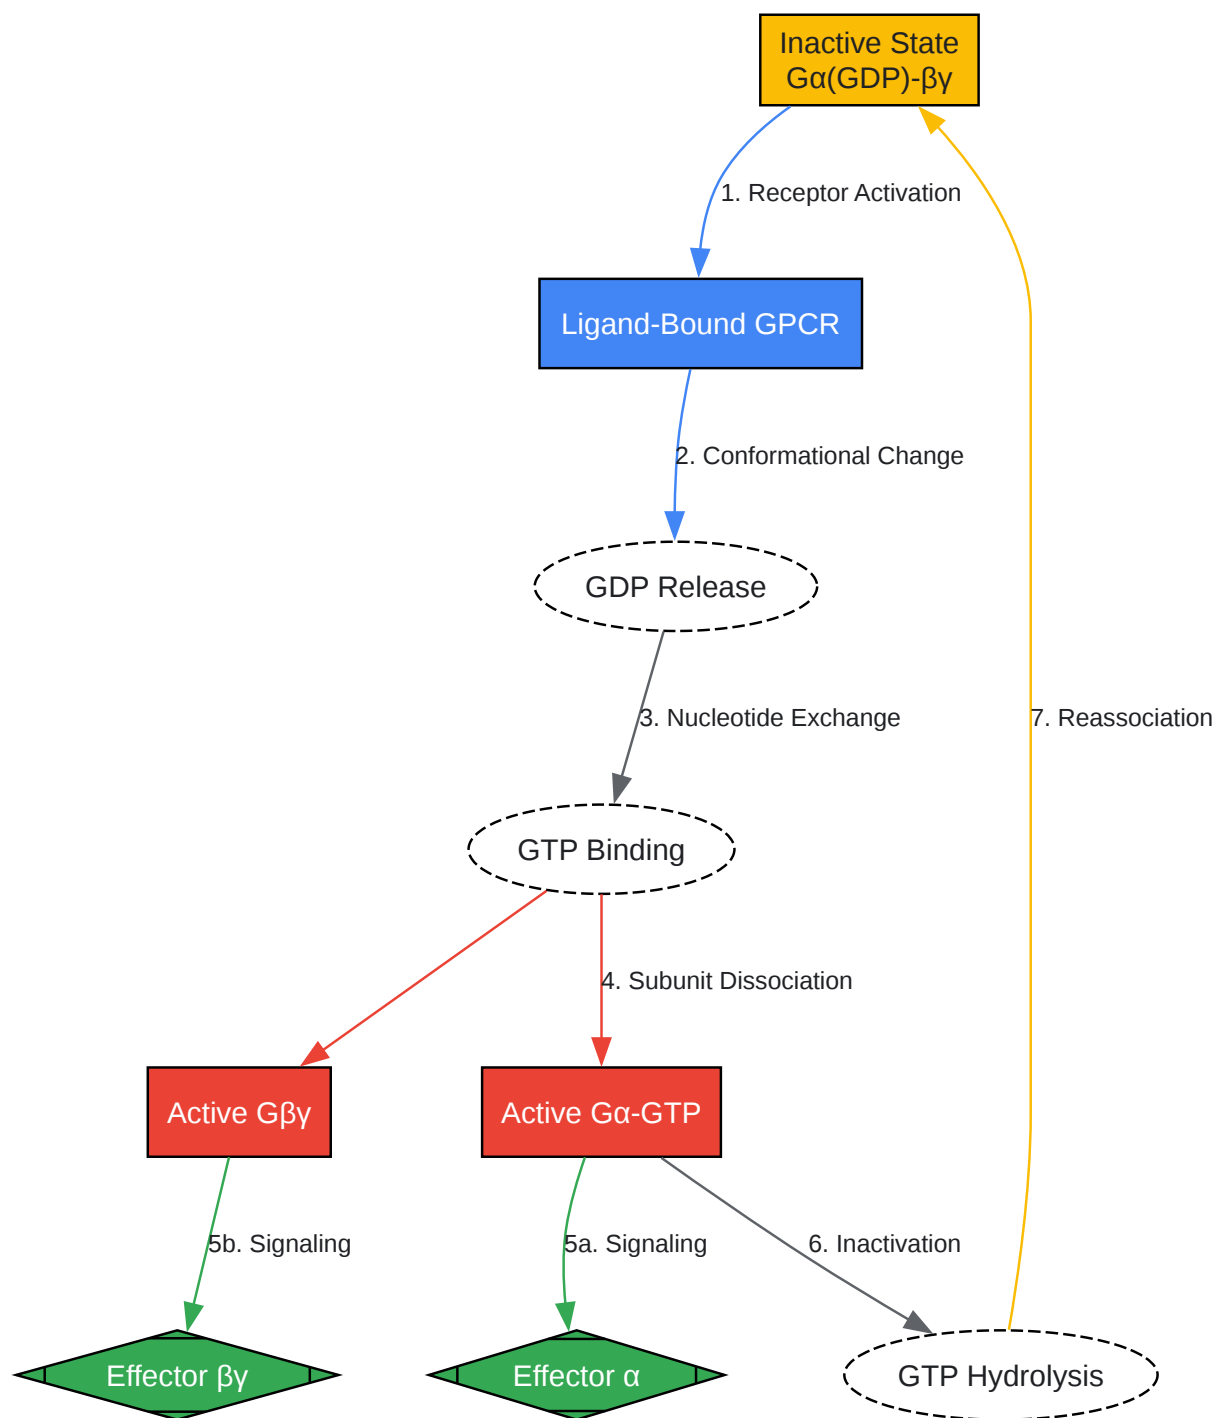 Inactive State
Gα(GDP)-βγ
1. Receptor Activation
Ligand-Bound GPCR
2. Conformational Change
GDP Release
3. Nucleotide Exchange
7. Reassociation
GTP Binding
4. Subunit Dissociation
Active Gβγ
Active Gα-GTP
5b. Signaling
5a. Signaling
6. Inactivation
Effector βγ
Effector α
GTP Hydrolysis